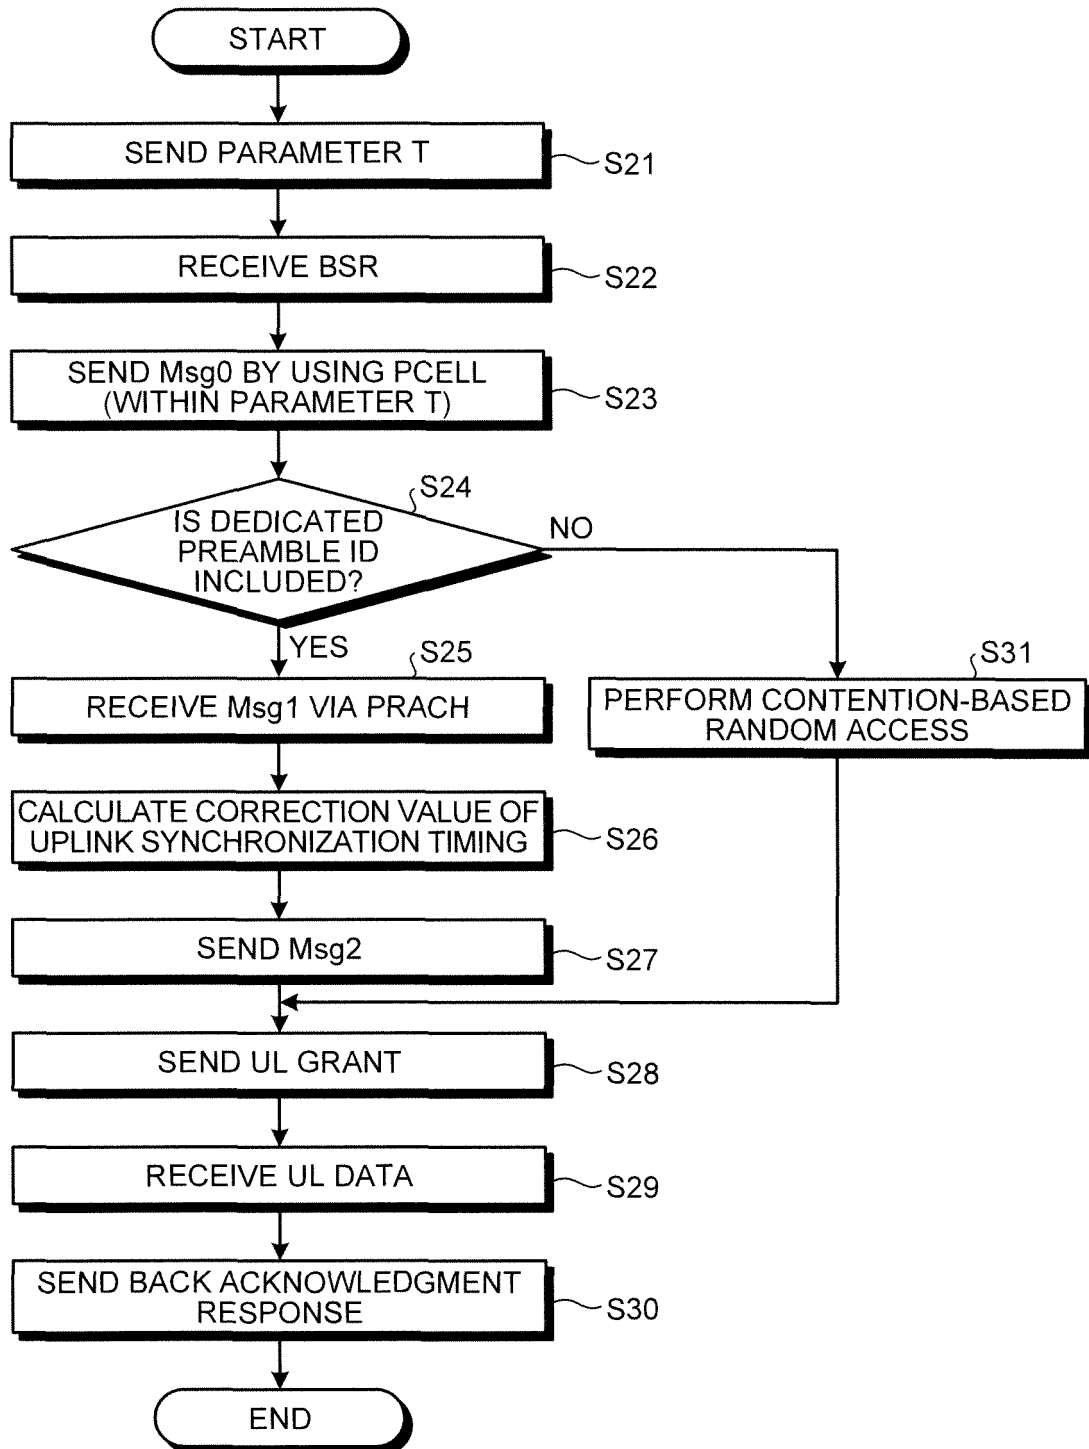 START
SEND PARAMETER T
S21
RECEIVE BSR
S22
SEND Msg0 BY USING PCELL
(WITHIN PARAMETER T)
S23
S24
IS DEDICATED
PREAMBLE ID
INCLUDED?
NO
YES
S25
RECEIVE Msg1 VIA PRACH
S31
PERFORM CONTENTION-BASED
RANDOM ACCESS
CALCULATE CORRECTION VALUE OF
UPLINK SYNCHRONIZATION TIMING
S26
SEND Msg2
S27
SEND UL GRANT
S28
RECEIVE UL DATA
S29
SEND BACK ACKNOWLEDGMENT
RESPONSE
S30
END